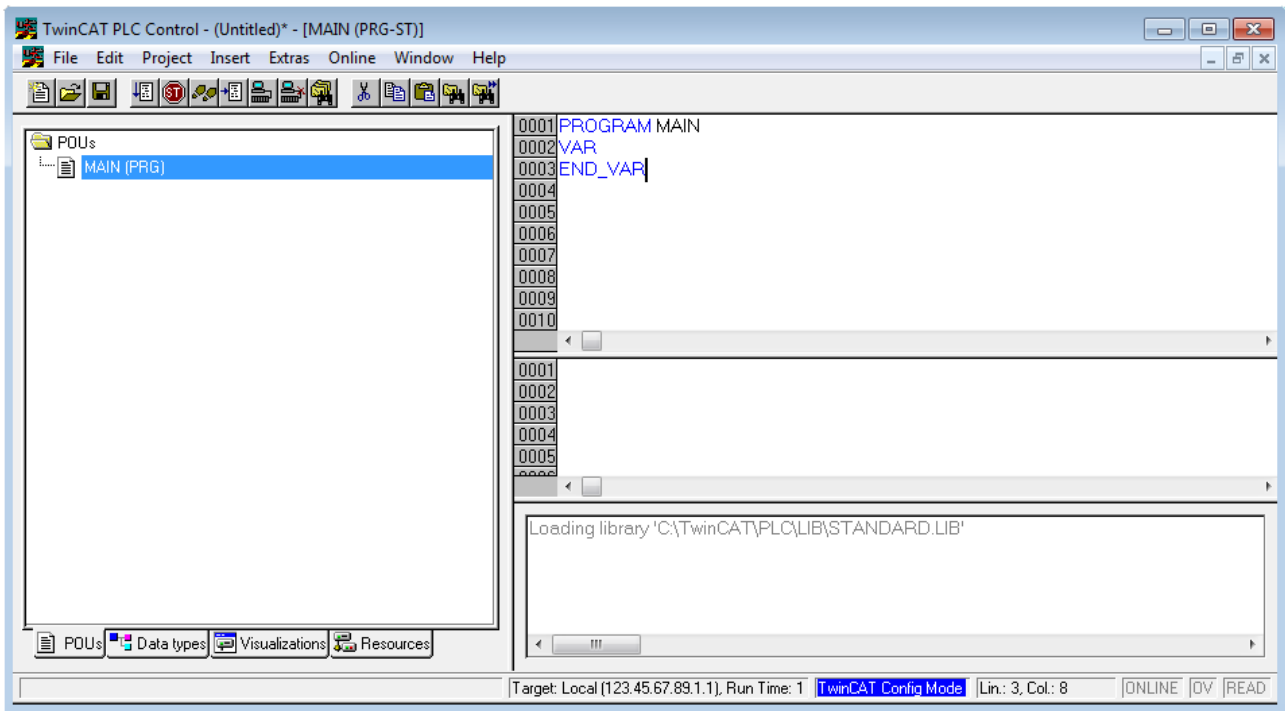 TwinCAT PLC Control - (Untitled)* - [MAIN (PRG-ST)]
File Edit Project Insert Extras Online Window Help
POUs
MAIN (PRG)
0001 PROGRAM MAIN
0002 VAR
0003 END_VAR
0004
0005
0006
0007
0008
0009
0010
0001
0002
0003
0004
0005
Loading library 'C:\TwinCAT\PLC\LIB\STANDARD.LIB'
POUs Data types Visualizations Resources
Target: Local (123.45.67.89.1.1), Run Time: 1 TwinCAT Config Mode Lin.: 3, Col.: 8 ONLINE OV READ